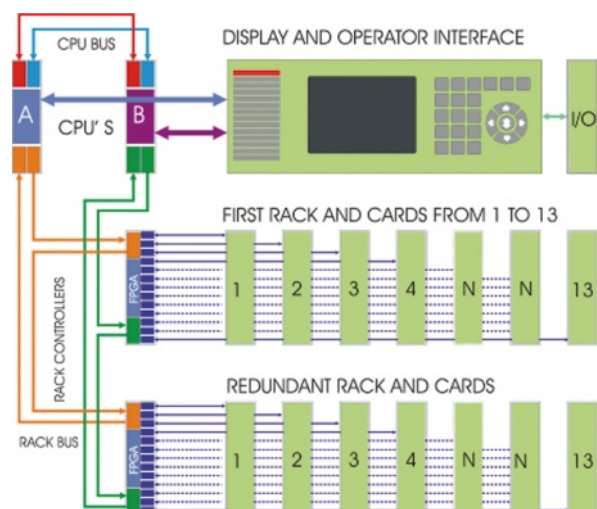 CPU BUS
DISPLAY AND OPERATOR INTERFACE
A
B
CPU' S
I/O
FIRST RACK AND CARDS FROM 1 TO 13
FPGA
1 2 3 4 N N 13
RACK CONTROLLERS
REDUNDANT RACK AND CARDS
RACK BUS
FPGA
1 2 3 4 N N 13